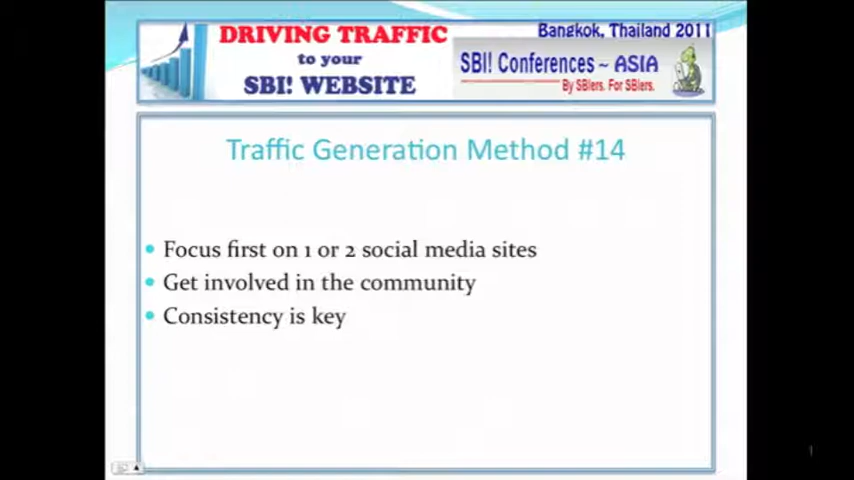 DRIVING TRAFFIC
to your
SBI! WEBSITE
Bangkok, Thailand 2011
SBI! Conferences ~ ASIA
By SBIers. For SBIers.
Traffic Generation Method #14
• Focus first on 1 or 2 social media sites
• Get involved in the community
• Consistency is key